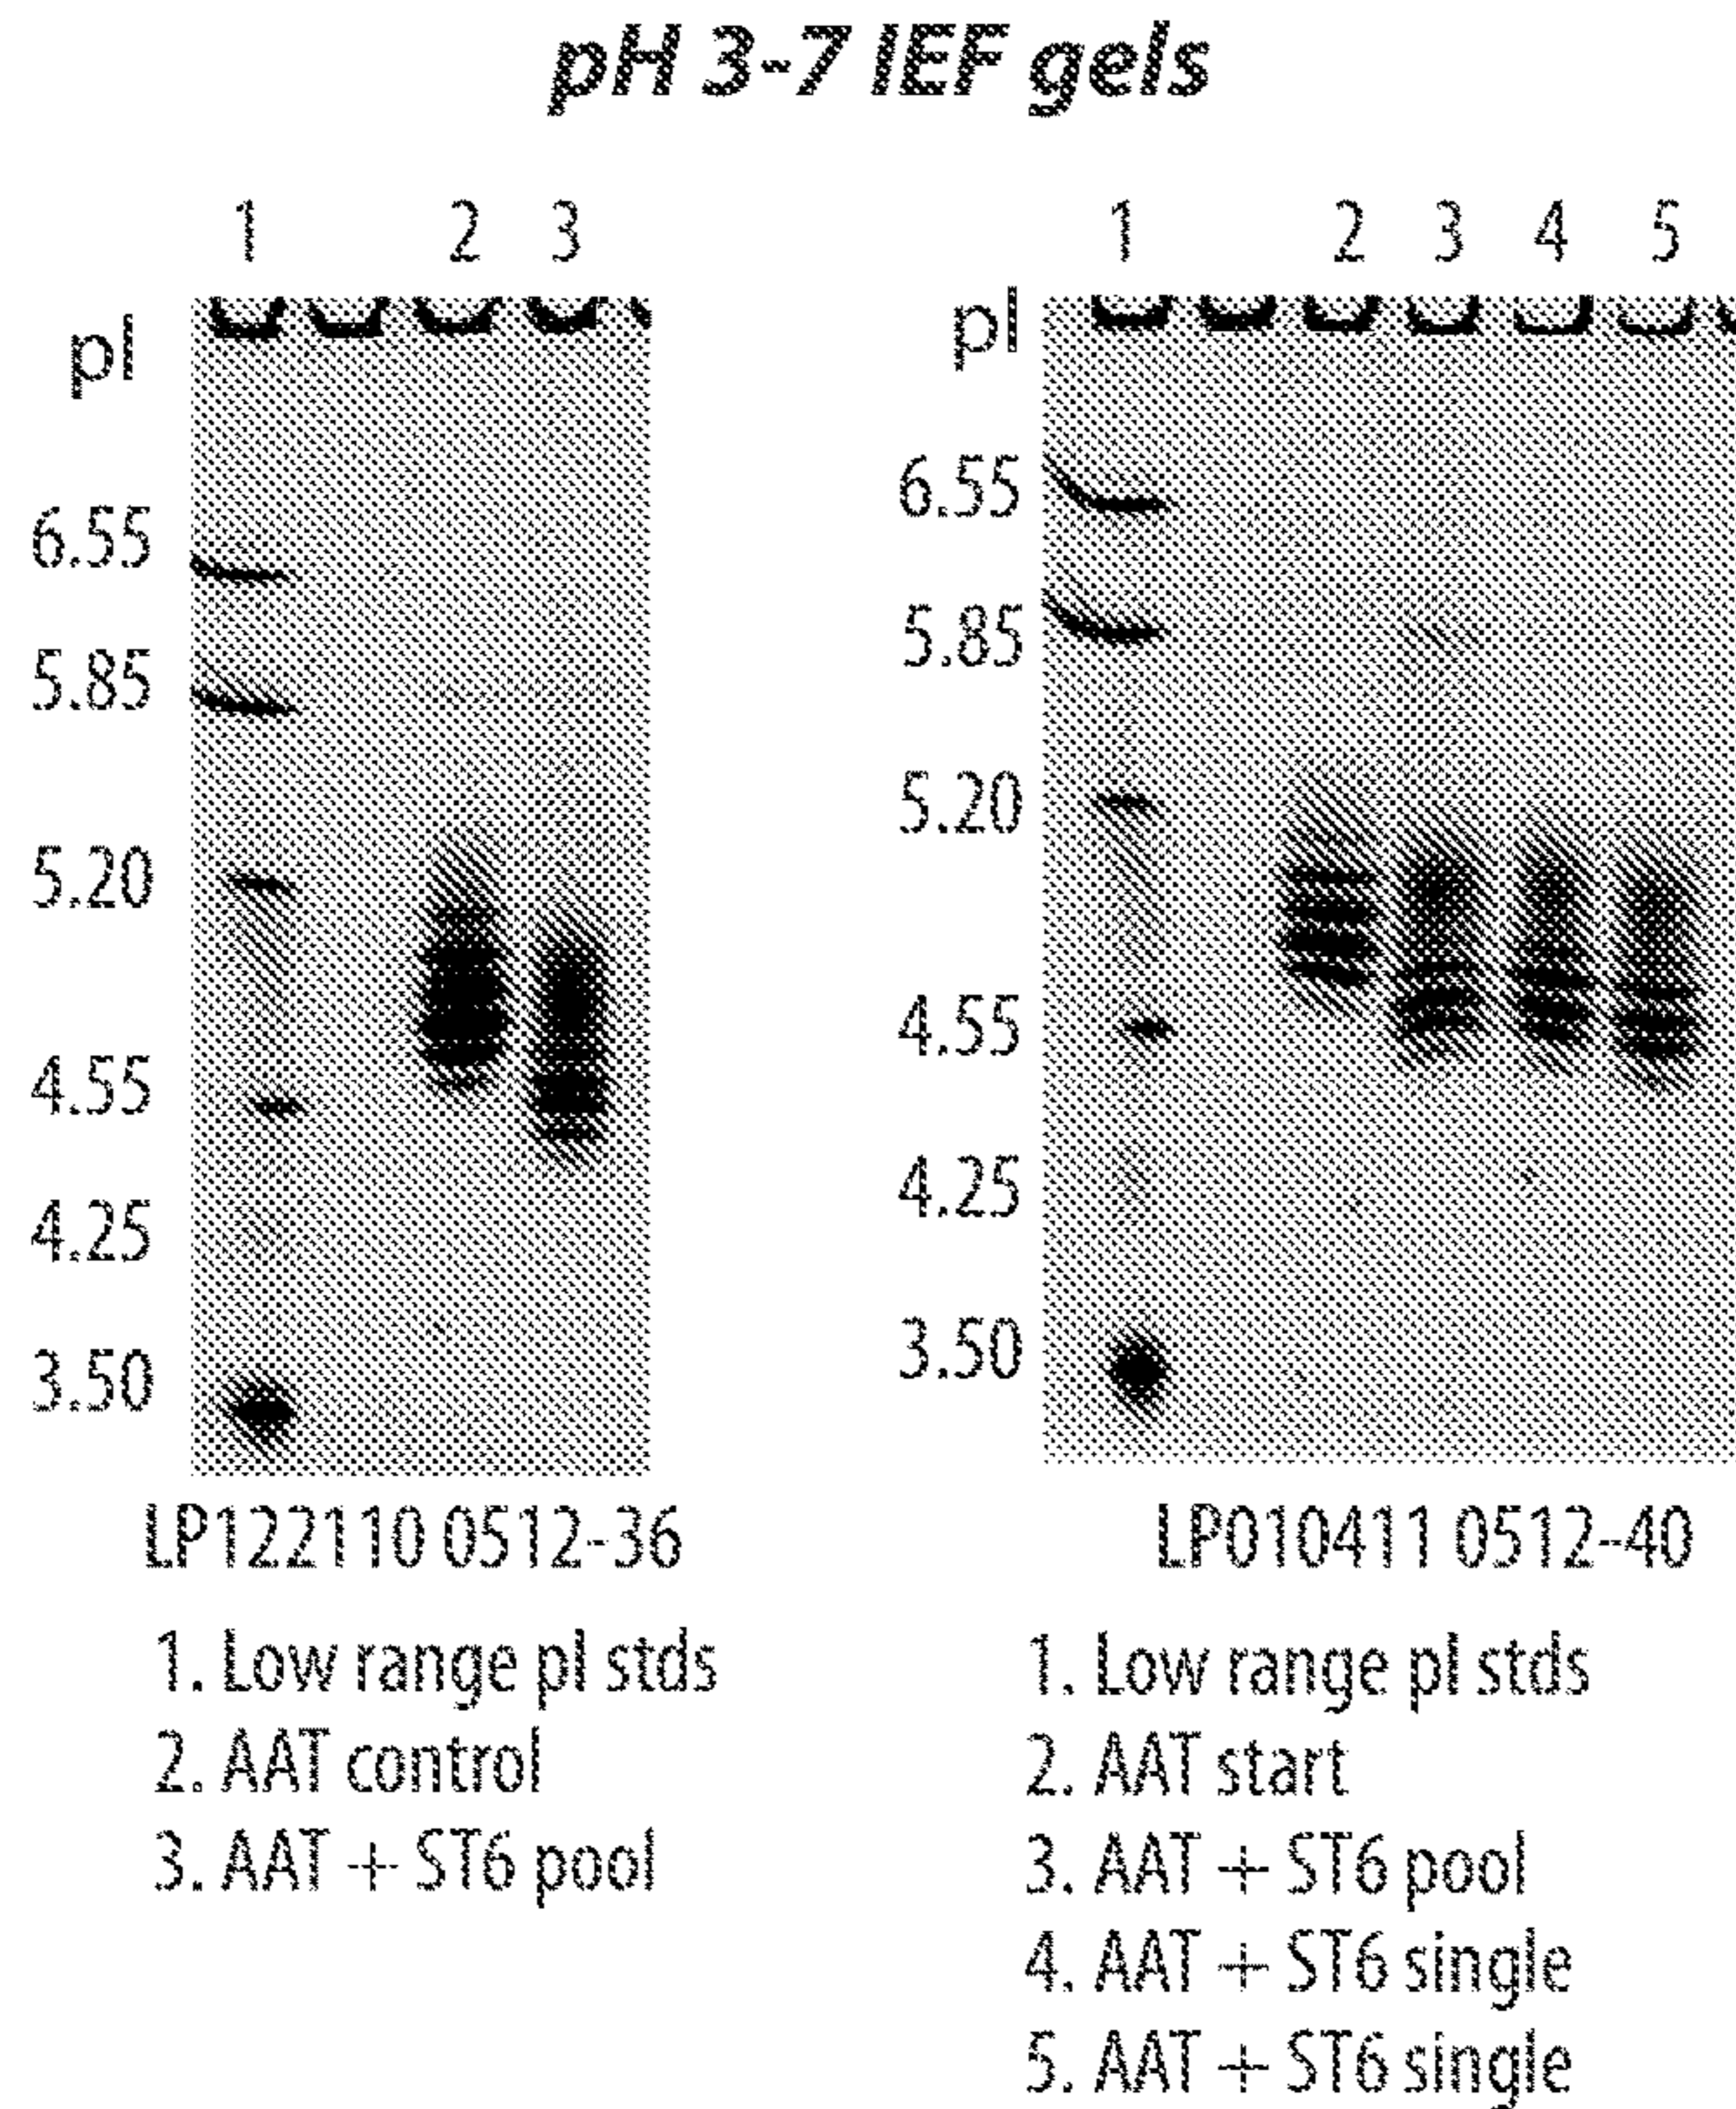 pH 3-7 IEF gels
1 2 3
pI
6.55
5.85
5.20
4.55
4.25
3.50
LP122110 0512-36
1. Low range pI stds
2. AAT control
3. AAT + ST6 pool
1 2 3 4 5
pI
6.55
5.85
5.20
4.55
4.25
3.50
LP010411 0512-40
1. Low range pI stds
2. AAT start
3. AAT + ST6 pool
4. AAT + ST6 single
5. AAT + ST6 single